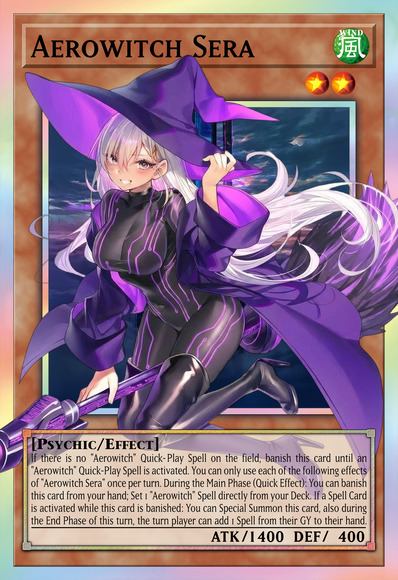 Aerowitch Sera
WIND
風
[Psychic/Effect]
If there is no "Aerowitch" Quick-Play Spell on the field, banish this card until an
"Aerowitch" Quick-Play Spell is activated. You can only use each of the following effects
of "Aerowitch Sera" once per turn. During the Main Phase (Quick Effect): You can banish
this card from your hand; Set 1 "Aerowitch" Spell directly from your Deck. If a Spell Card
is activated while this card is banished: You can Special Summon this card, also during
the End Phase of this turn, the turn player can add 1 Spell from their GY to their hand.
ATK/1400 DEF/ 400